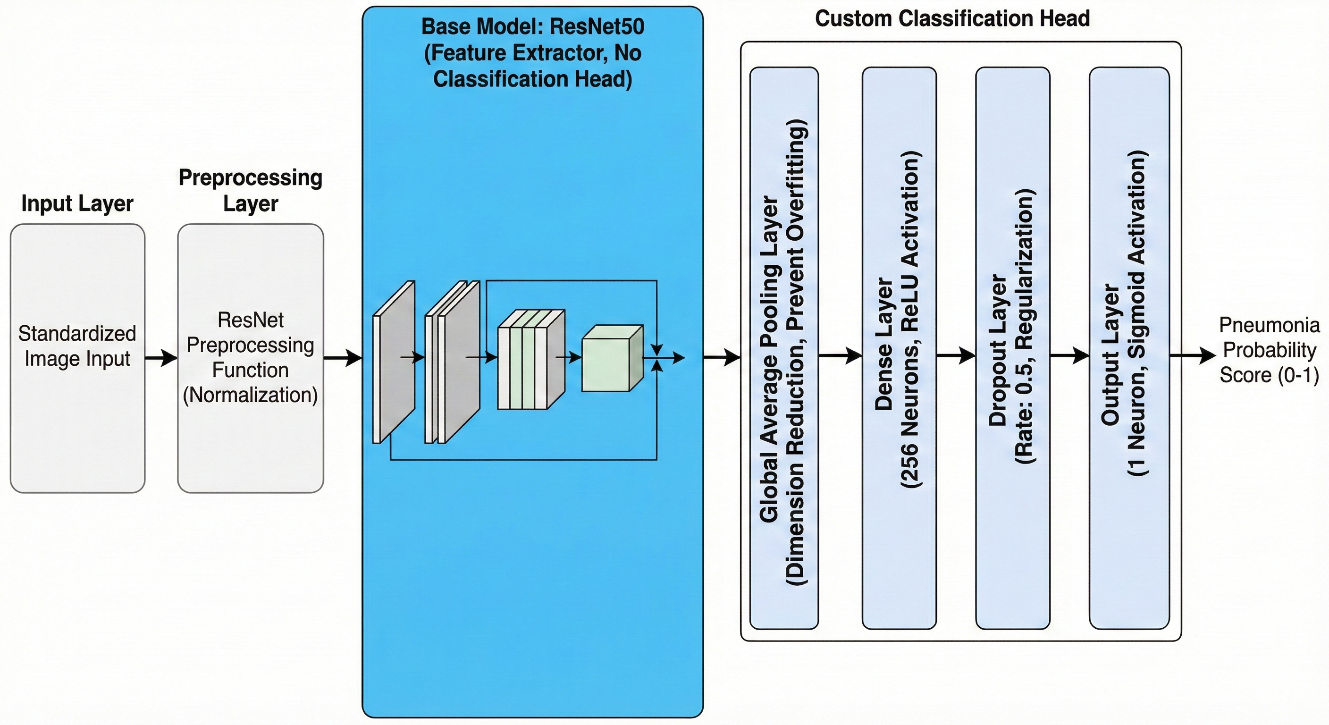 Input Layer
Standardized
Image Input
Preprocessing
Layer
ResNet
Preprocessing
Function
(Normalization)
Base Model: ResNet50
(Feature Extractor, No
Classification Head)
Custom Classification Head
Global Average Pooling Layer
(Dimension Reduction, Prevent Overfitting)
Dense Layer
(256 Neurons, ReLU Activation)
Dropout Layer
(Rate: 0.5, Regularization)
Output Layer
(1 Neuron, Sigmoid Activation)
Pneumonia
Probability
Score (0-1)